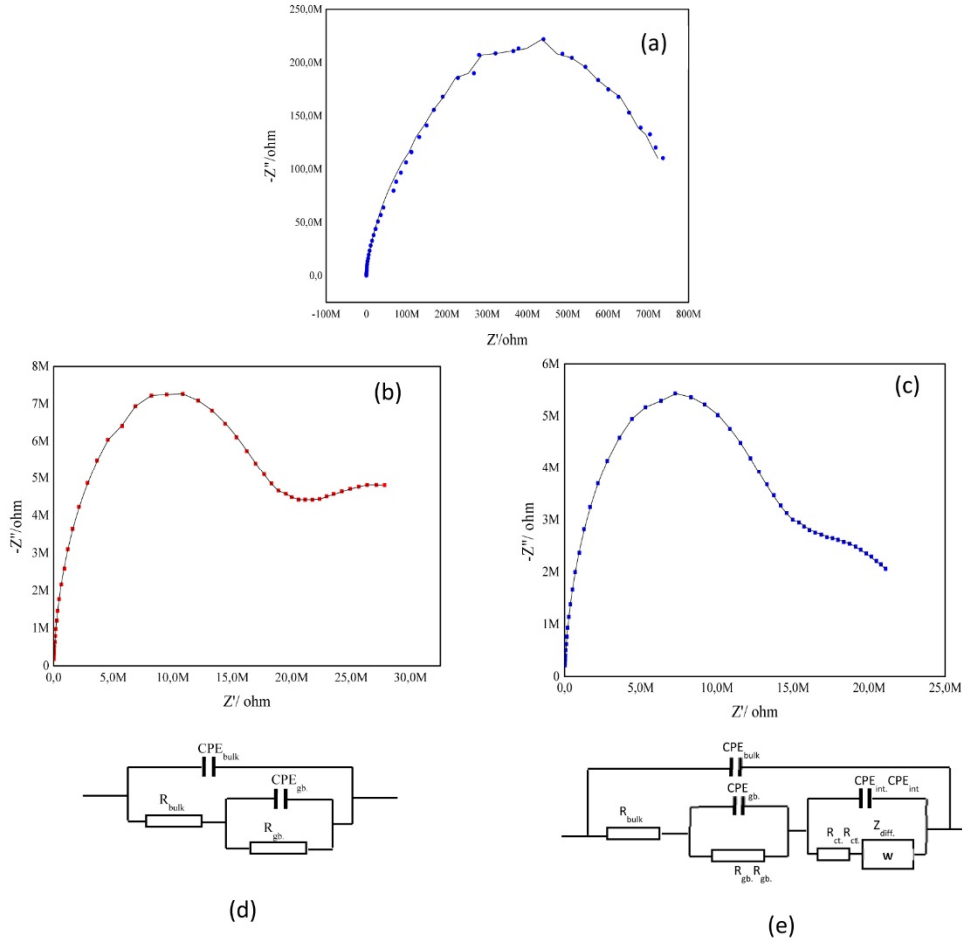 250,0M
(a)
200,0M
150,0M
100,0M
50,0M
0,0
-Z"/ohm
-100M 0 100M 200M 300M 400M 500M 600M 700M 800M
Z'/ohm
8M
(b)
7M
6M
5M
4M
3M
2M
1M
0
-Z"/ohm
0,0 5,0M 10,0M 15,0M 20,0M 25,0M 30,0M
Z'/ ohm
6M
(c)
5M
4M
3M
2M
1M
0
-Z"/ohm
0,0 5,0M 10,0M 15,0M 20,0M 25,0M
Z'/ ohm
CPEbulk
CPEgb.
Rbulk
Rgb.
(d)
CPEbulk
CPEgb.
CPEint.CPEint
Rbulk
Rct.Rct.
Zdiff.
W
Rgb.Rgb.
(e)